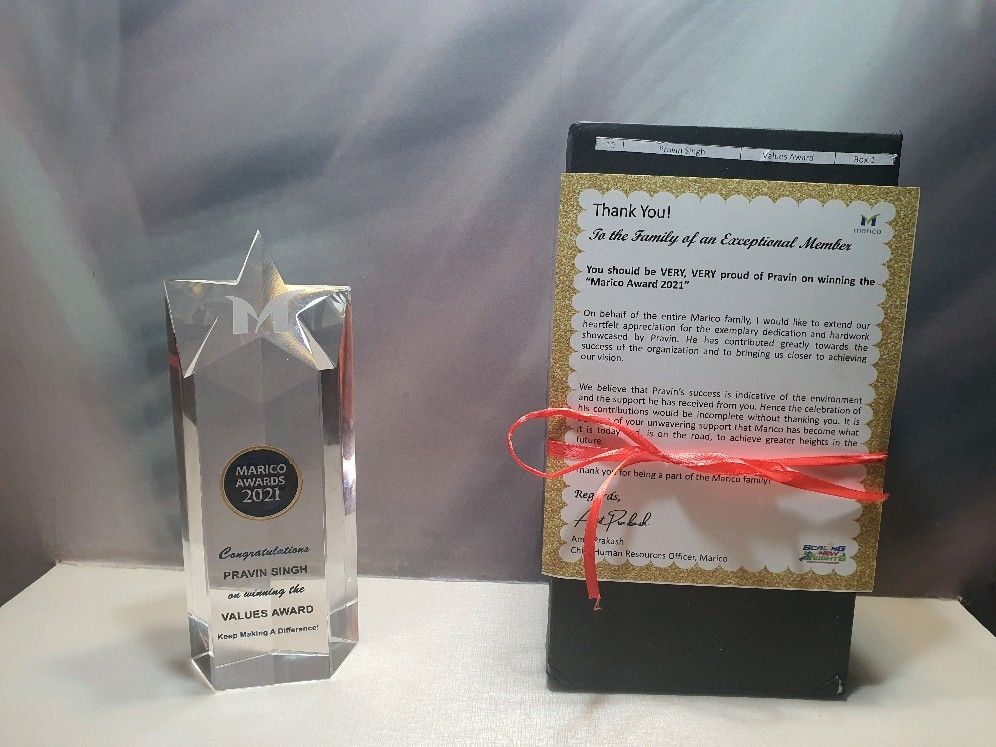 M
MARICO
AWARDS
2021
Congratulations
PRAVIN SINGH
on winning the
VALUES AWARD
Keep Making A Difference!
Pravin Singh Values Award Box 1
Thank You!
marico
To the Family of an Exceptional Member
You should be VERY, VERY proud of Pravin on winning the
"Marico Award 2021"
On behalf of the entire Marico family, I would like to extend our
heartfelt appreciation for the exemplary dedication and hardwork
showcased by Pravin. He has contributed greatly towards the
success of the organization and to bringing us closer to achieving
our vision.
We believe that Pravin's success is indicative of the environment
and the support he has received from you. Hence the celebration of
his contributions would be incomplete without thanking you. It is
of your unwavering support that Marico has become what
it is today is on the road, to achieve greater heights in the
future.
Thank you for being a part of the Marico family!
Regards,
Prakash
Human Resources Officer, Marico
SCALING
NEW
HEIGHTS